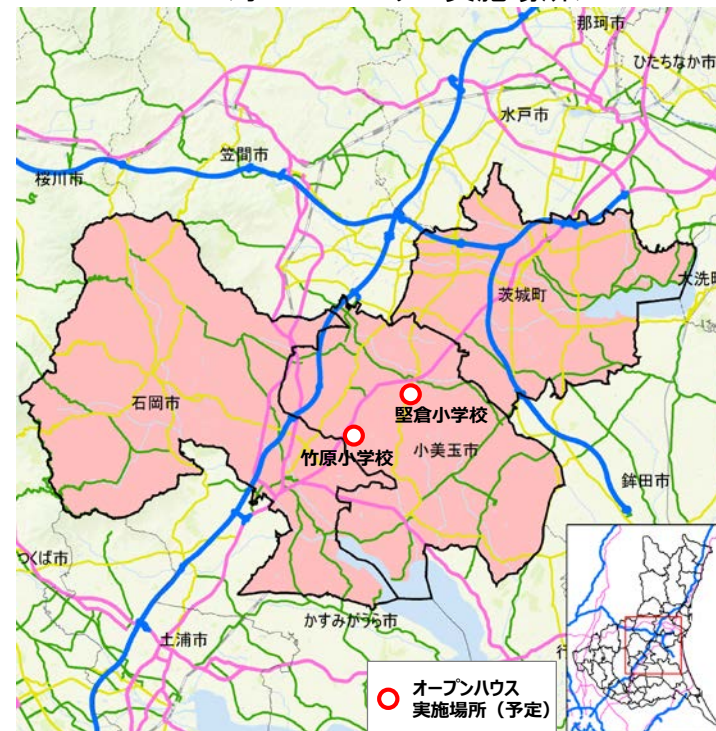 那珂市
ひたちなか市
水戸市
笠間市
桜川市
大洗町
茨城町
石岡市
堅倉小学校
竹原小学校
小美玉市
鉾田市
つくば市
かすみがうら市
土浦市
行
オープンハウス
実施場所（予定）